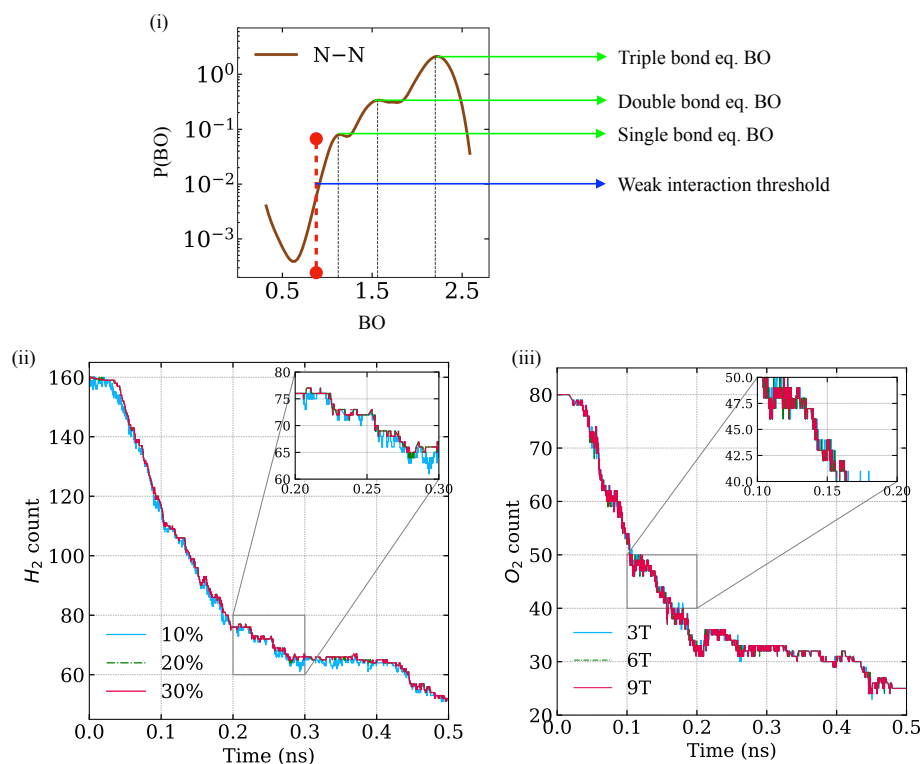 (i)
N−N
P(BO)
10⁰
10⁻¹
10⁻²
10⁻³
0.5 1.5 2.5
BO
Triple bond eq. BO
Double bond eq. BO
Single bond eq. BO
Weak interaction threshold
(ii)
H₂ count
160
140
120
100
80
60
0.0 0.1 0.2 0.3 0.4 0.5
Time (ns)
10%
20%
30%
80
75
70
65
60
0.20 0.25 0.30
(iii)
O₂ count
80
70
60
50
40
30
20
0.0 0.1 0.2 0.3 0.4 0.5
Time (ns)
3T
6T
9T
50.0
47.5
45.0
42.5
40.0
0.10 0.15 0.20